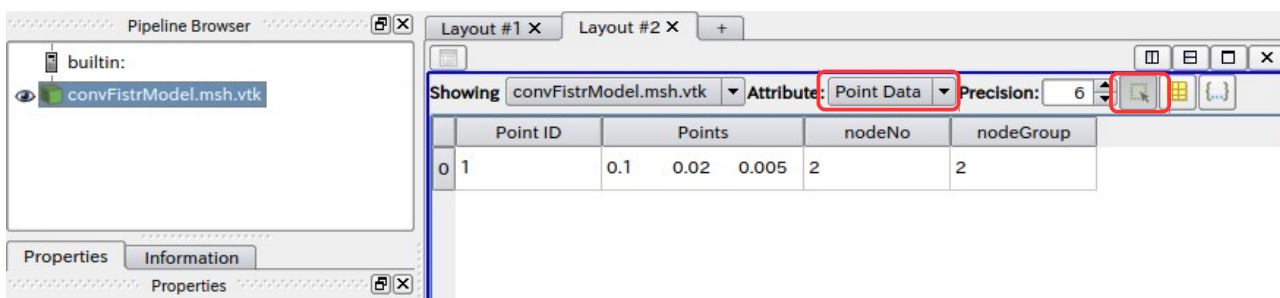 Pipeline Browser
builtin:
convFistrModel.msh.vtk
Properties Information
Properties
Layout #1 Layout #2 +
Showing convFistrModel.msh.vtk Attribute: Point Data Precision: 6 {...}
Point ID Points nodeNo nodeGroup
0 1 0.1 0.02 0.005 2 2